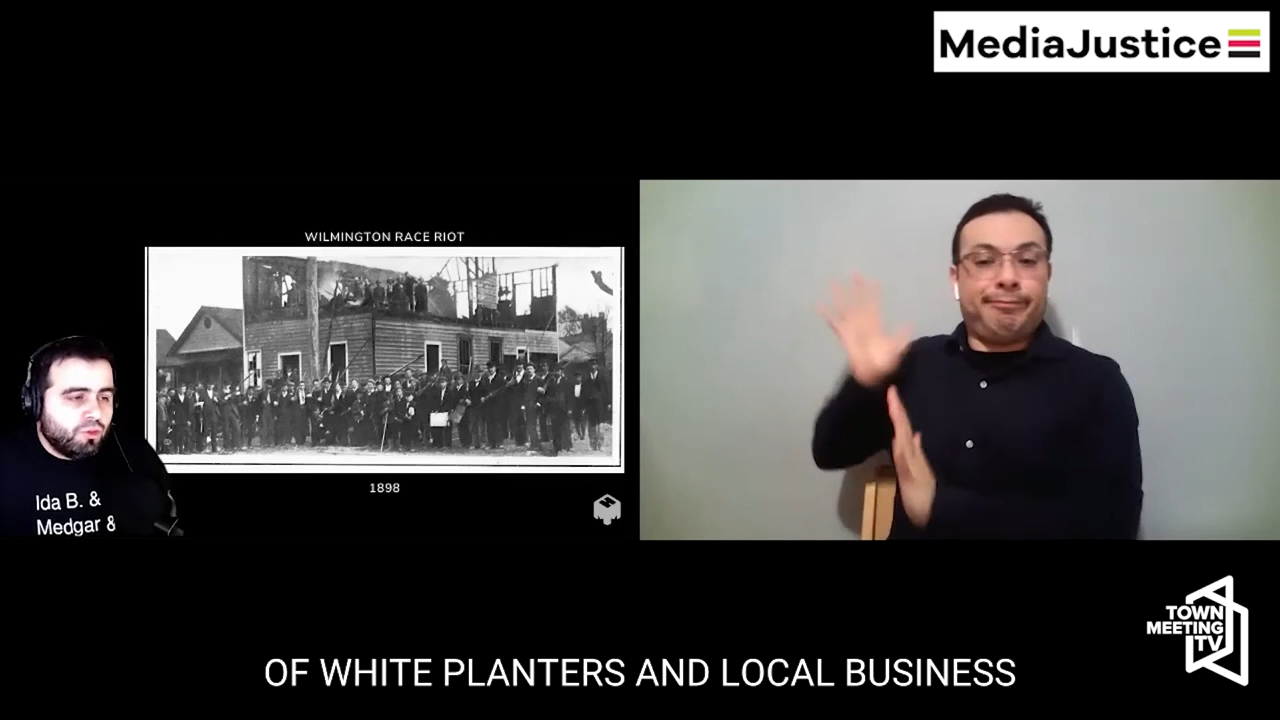 MediaJustice
WILMINGTON RACE RIOT
1898
Ida B. &
Medgar &
TOWN
MEETING
TV
OF WHITE PLANTERS AND LOCAL BUSINESS